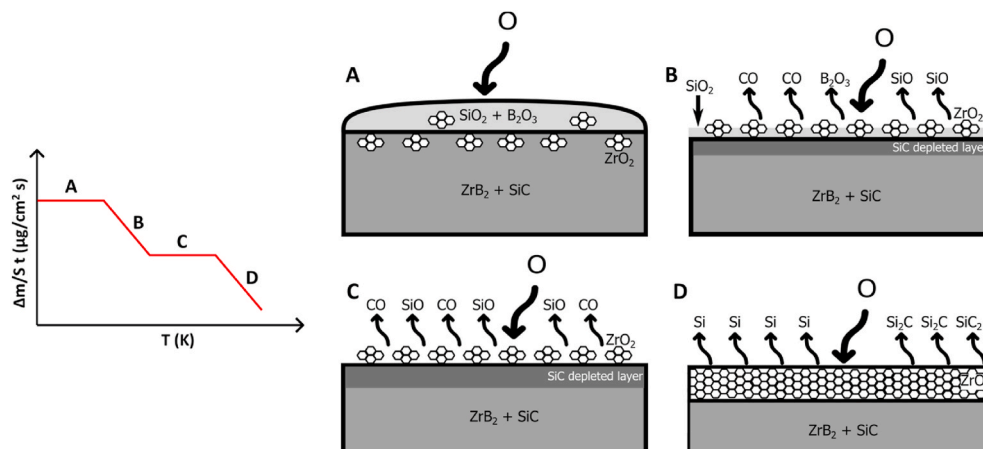 A
B
C
D
Δm/S t (μg/cm² s)
T (K)
A
O
SiO₂ + B₂O₃
ZrO₂
ZrB₂ + SiC
B
O
SiO₂
CO
CO
B₂O₃
SiO
SiO
ZrO₂
SiC depleted laye
ZrB₂ + SiC
C
O
CO
SiO
CO
SiO
SiO
CO
ZrO₂
SiC depleted layer
ZrB₂ + SiC
D
O
Si
Si
Si
Si
Si₂C
Si₂C
SiC₂
ZrO
ZrB₂ + SiC